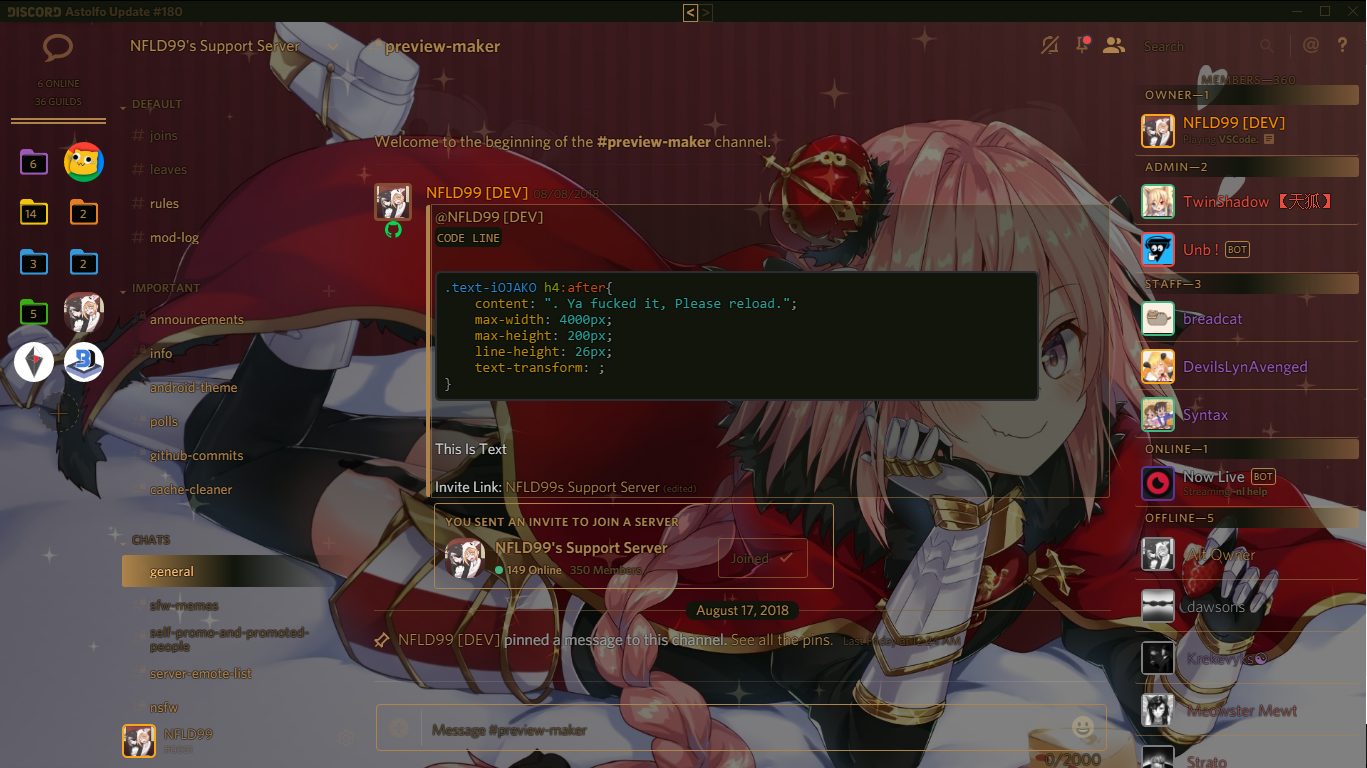 DISCORD Astolfo Update #180
< >
NFLD99's Support Server
preview-maker
Search
@ ?
6 ONLINE
36 GUILDS
6
14
2
3
2
5
DEFAULT
# joins
# leaves
# rules
# mod-log
IMPORTANT
announcements
info
android-theme
polls
github-commits
cache-cleaner
CHATS
general
sfw-memes
self-promo-and-promoted-
people
server-emote-list
nsfw
NFLD99
Welcome to the beginning of the #preview-maker channel.
NFLD99 [DEV] 08/08/2018
@NFLD99 [DEV]
CODE LINE
.text-iOJAKO h4:after{
content: ". Ya fucked it, Please reload.";
max-width: 4000px;
max-height: 200px;
line-height: 26px;
text-transform: ;
}
This Is Text
Invite Link: NFLD99s Support Server (edited)
YOU SENT AN INVITE TO JOIN A SERVER
NFLD99's Support Server
149 Online 350 Members
Joined
August 17, 2018
NFLD99 [DEV] pinned a message to this channel. See all the pins.
Message #preview-maker
0/2000
MEMBERS—360
OWNER—1
NFLD99 [DEV]
Playing VSCode.
ADMIN—2
TwinShadow 【天狐】
Unb ! BOT
STAFF—3
breadcat
DevilsLynAvenged
Syntax
ONLINE—1
Now Live BOT
Streaming -nl help
OFFLINE—5
Alt Owner
dawsons
Krekevyks☯
Meowster Mewt
Strato